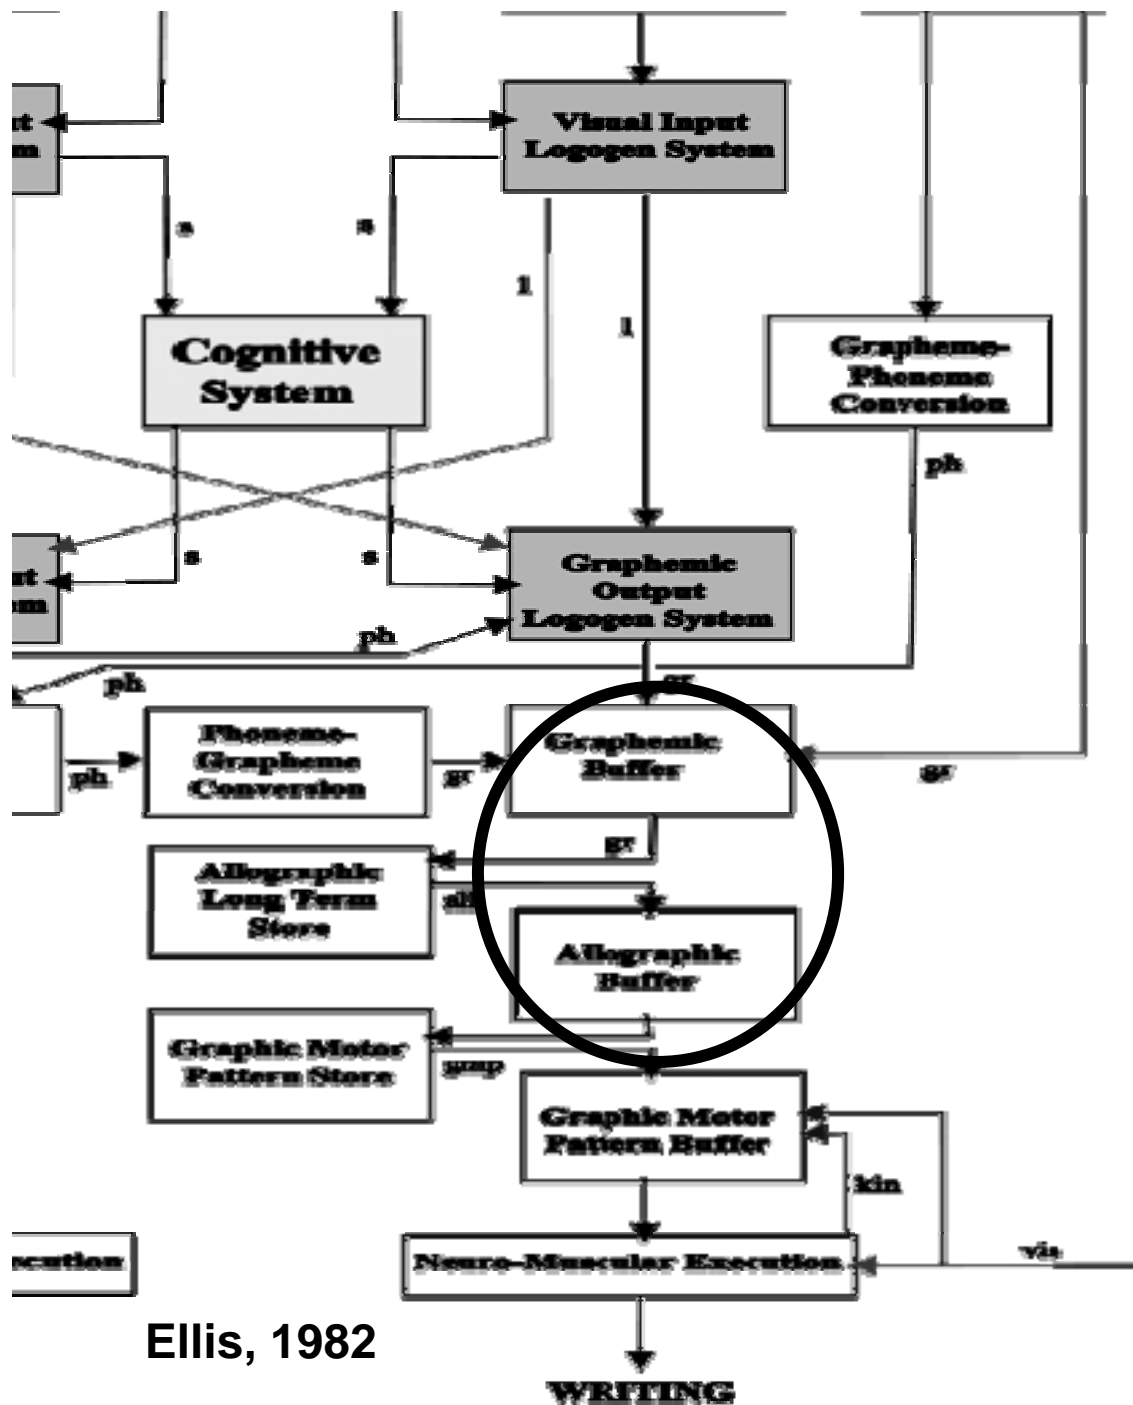 Visual Input
Logogen System
s
s
l
l
Cognitive
System
Grapheme-
Phoneme
Conversion
ph
s
s
Graphemic
Output
Logogen System
ph
ph
gr
Phoneme-
Grapheme
Conversion
ph
gr
Graphemic
Buffer
gr
gr
Allographic
Long Term
Store
Allographic
Buffer
Graphic Motor
Pattern Store
gmp
Graphic Motor
Pattern Buffer
kin
ecution
Neuro-Muscular Execution
vis
Ellis, 1982
WRITING